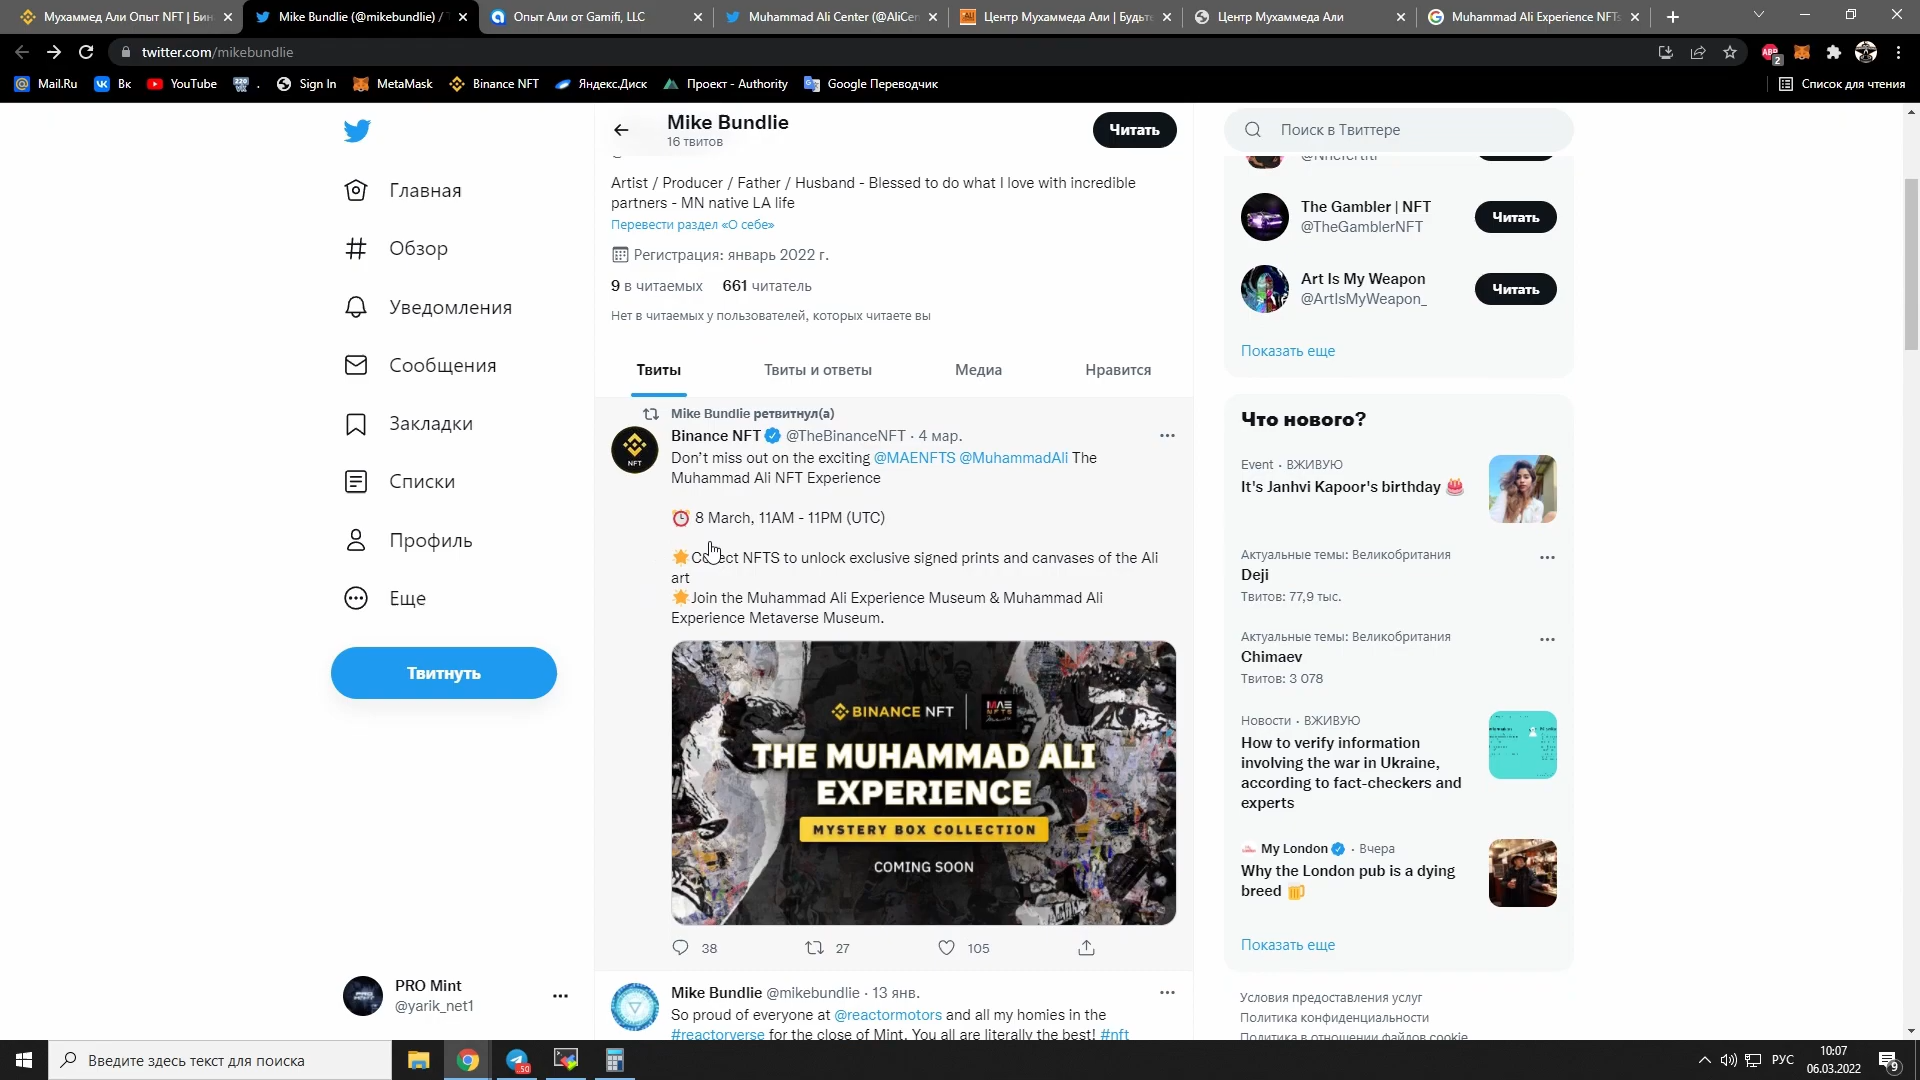 Мухаммед Али Опыт NFT | Бин
Mike Bundlie (@mikebundlie) / T
Опыт Али от Gamifi, LLC
Muhammad Ali Center (@AliCen
Центр Мухаммеда Али | Будьте
Центр Мухаммеда Али
Muhammad Ali Experience NFTs
twitter.com/mikebundlie
ABP
2
Mail.Ru
Вк
YouTube
220
.
Sign In
MetaMask
Binance NFT
Яндекс.Диск
Проект - Authority
Google Переводчик
Список для чтения
Главная
Обзор
Уведомления
Сообщения
Закладки
Списки
Профиль
Еще
Твитнуть
PRO Mint
@yarik_net1
Mike Bundlie
16 твитов
Читать
Artist / Producer / Father / Husband - Blessed to do what I love with incredible
partners - MN native LA life
Перевести раздел «О себе»
Регистрация: январь 2022 г.
9 в читаемых 661 читатель
Нет в читаемых у пользователей, которых читаете вы
Твиты
Твиты и ответы
Медиа
Нравится
Mike Bundlie ретвитнул(а)
Binance NFT @TheBinanceNFT · 4 мар.
Don't miss out on the exciting @MAENFTS @MuhammadAli The
Muhammad Ali NFT Experience
8 March, 11AM - 11PM (UTC)
NFTS to unlock exclusive signed prints and canvases of the Ali
art
Join the Muhammad Ali Experience Museum & Muhammad Ali
Experience Metaverse Museum.
NFT
BINANCE NFT
MAE
NFTS
THE MUHAMMAD ALI
EXPERIENCE
MYSTERY BOX COLLECTION
COMING SOON
38
27
105
Mike Bundlie @mikebundlie · 13 янв.
So proud of everyone at @reactormotors and all my homies in the
#reactorverse for the close of Mint. You all are literally the best! #nft
Поиск в Твиттере
The Gambler | NFT
@TheGamblerNFT
Читать
Art Is My Weapon
@ArtIsMyWeapon_
Читать
Показать еще
Что нового?
Event · ВЖИВУЮ
It's Janhvi Kapoor's birthday
Актуальные темы: Великобритания
Deji
Твитов: 77,9 тыс.
Актуальные темы: Великобритания
Chimaev
Твитов: 3 078
Новости · ВЖИВУЮ
How to verify information
involving the war in Ukraine,
according to fact-checkers and
experts
My London · Вчера
Why the London pub is a dying
breed
Показать еще
Условия предоставления услуг
Политика конфиденциальности
Политика в отношении файлов cookie
Введите здесь текст для поиска
50
РУС
10:07
06.03.2022
9